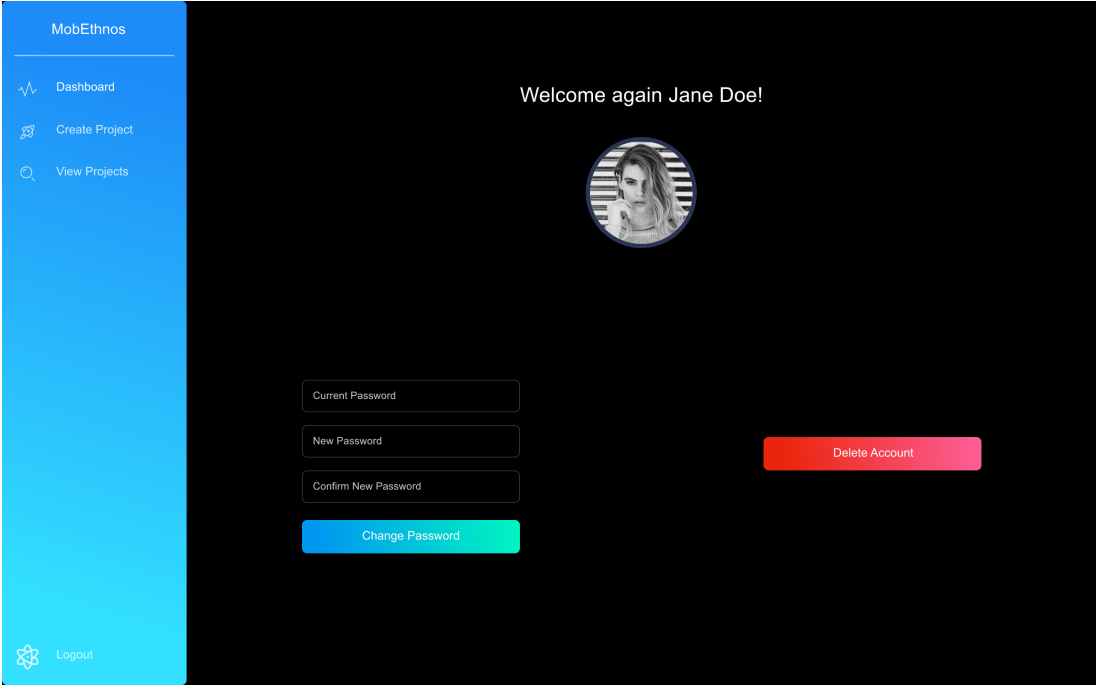 MobEthnos
Dashboard
Create Project
View Projects
Logout
Welcome again Jane Doe!
Current Password
New Password
Confirm New Password
Change Password
Delete Account